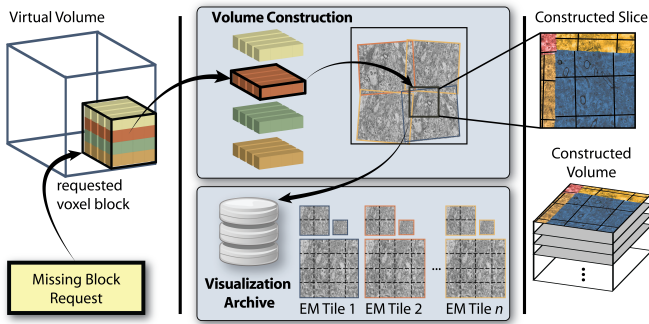 Virtual Volume
requested
voxel block
Missing Block
Request
Volume Construction
Visualization
Archive
EM Tile 1
EM Tile 2
...
EM Tile n
Constructed Slice
Constructed
Volume